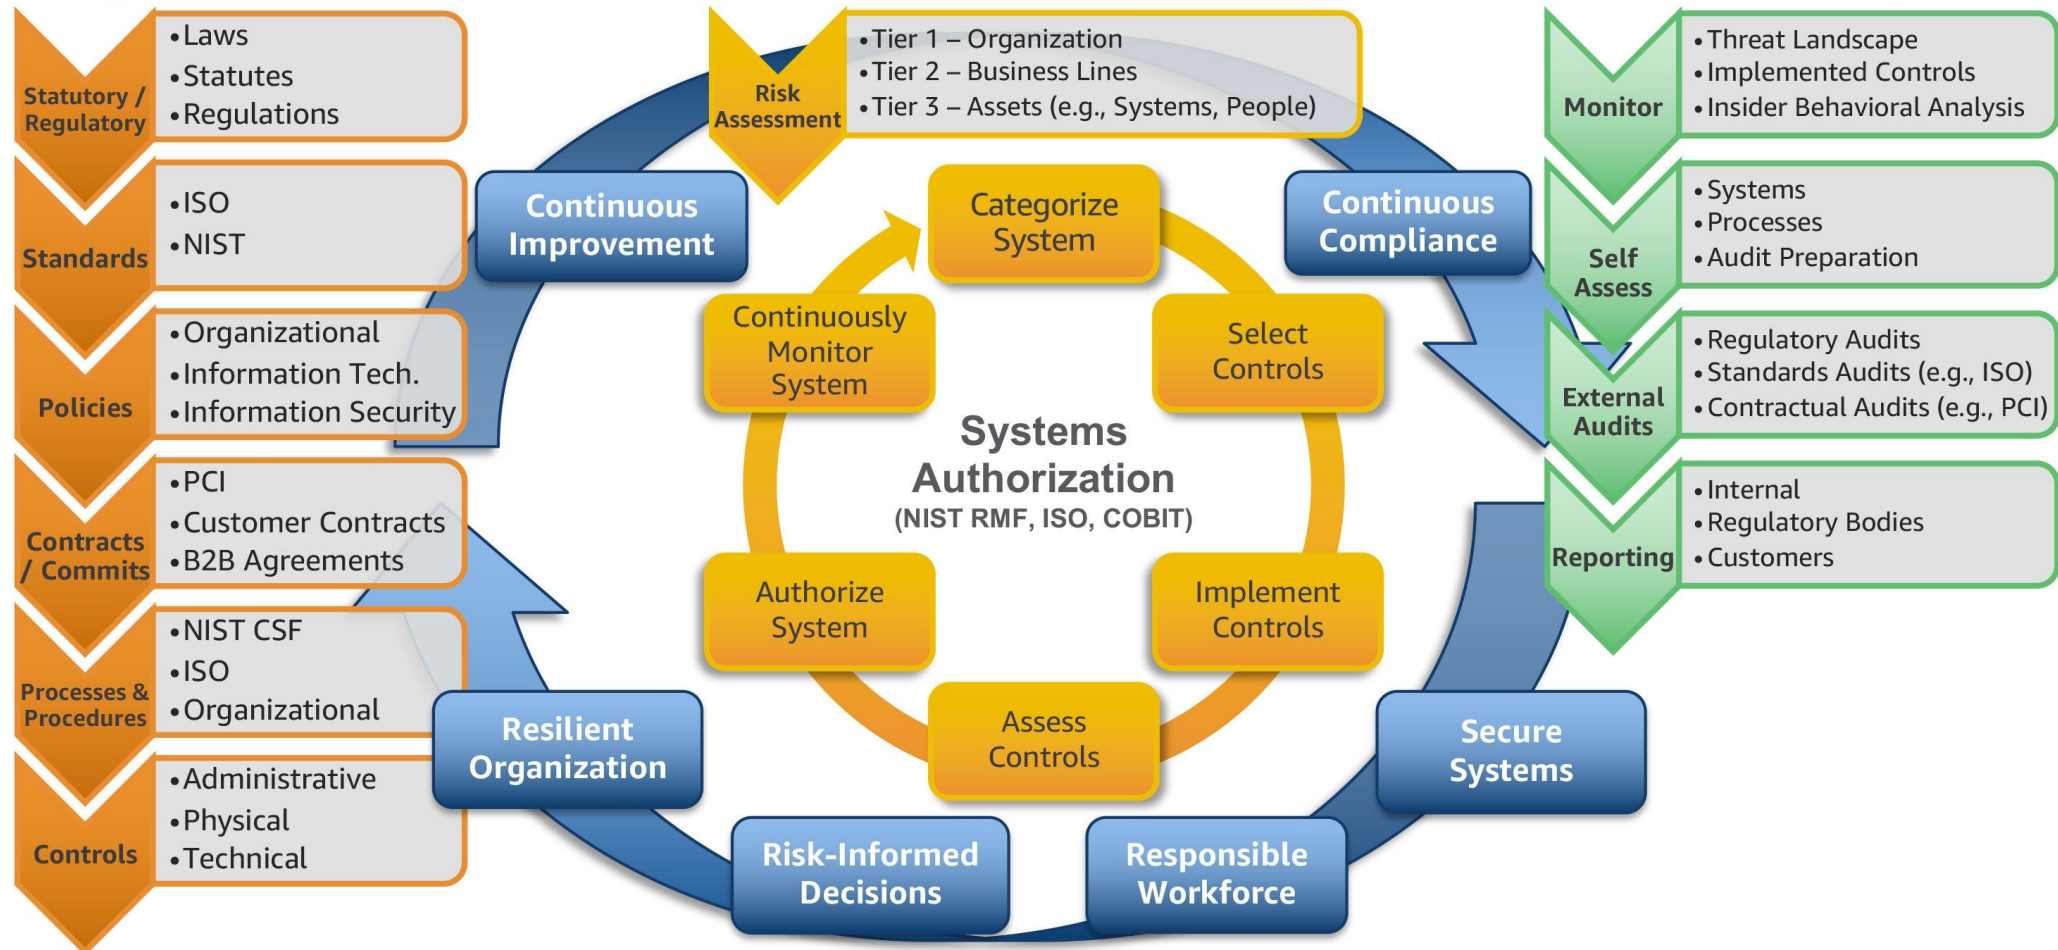 Statutory /
Regulatory
•Laws
•Statutes
•Regulations
Standards
•ISO
•NIST
Policies
•Organizational
•Information Tech.
•Information Security
Contracts
/ Commits
•PCI
•Customer Contracts
•B2B Agreements
Processes &
Procedures
•NIST CSF
•ISO
•Organizational
Controls
•Administrative
•Physical
•Technical
Risk
Assessment
•Tier 1 – Organization
•Tier 2 – Business Lines
•Tier 3 – Assets (e.g., Systems, People)
Continuous
Improvement
Continuous
Compliance
Categorize
System
Select
Controls
Implement
Controls
Assess
Controls
Authorize
System
Continuously
Monitor
System
Systems
Authorization
(NIST RMF, ISO, COBIT)
Secure
Systems
Responsible
Workforce
Risk-Informed
Decisions
Resilient
Organization
Monitor
•Threat Landscape
•Implemented Controls
•Insider Behavioral Analysis
Self
Assess
•Systems
•Processes
•Audit Preparation
External
Audits
•Regulatory Audits
•Standards Audits (e.g., ISO)
•Contractual Audits (e.g., PCI)
Reporting
•Internal
•Regulatory Bodies
•Customers